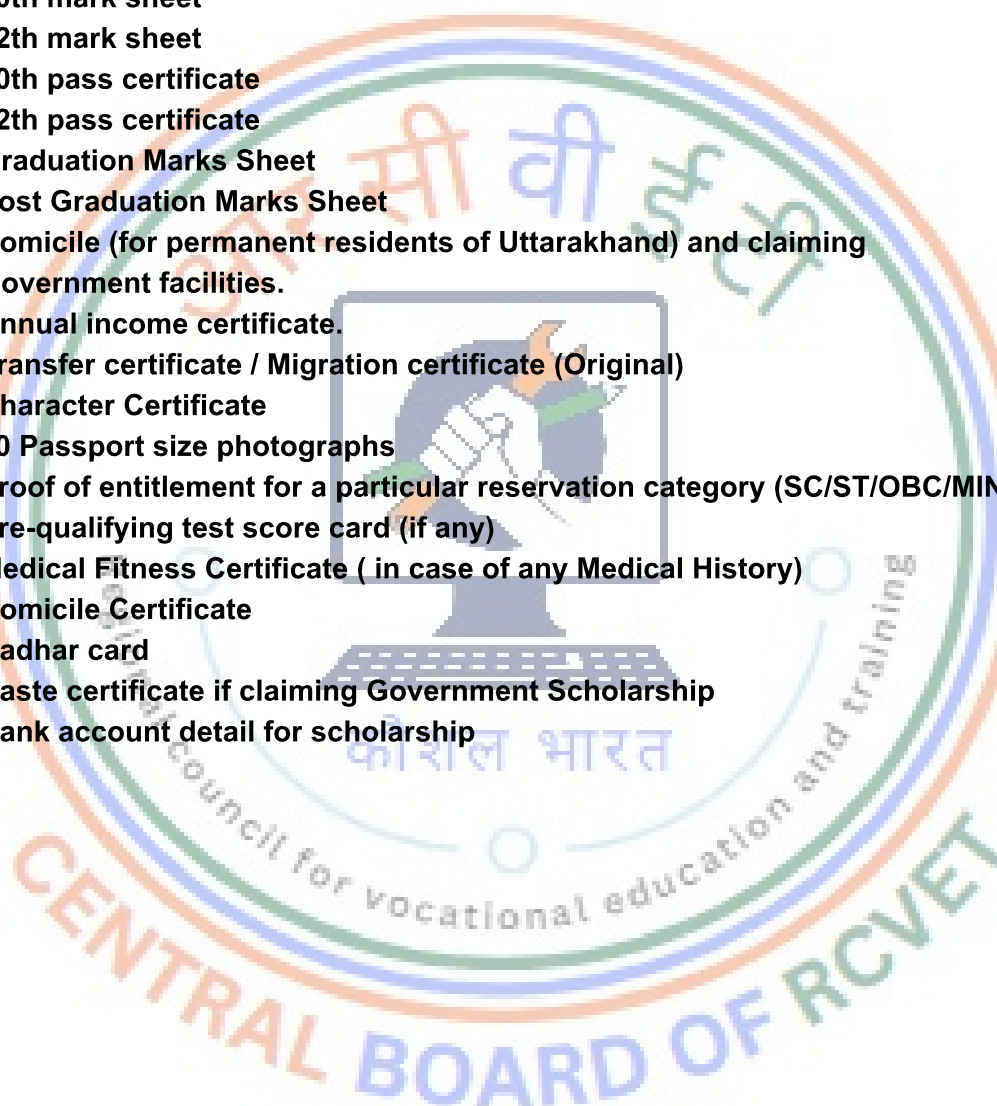 0th mark sheet
2th mark sheet
0th pass certificate
2th pass certificate
raduation Marks Sheet
ost Graduation Marks Sheet
omicile (for permanent residents of Uttarakhand) and claiming
overnment facilities.
nnual income certificate.
ransfer certificate / Migration certificate (Original)
haracter Certificate
0 Passport size photographs
roof of entitlement for a particular reservation category (SC/ST/OBC/MIN
re-qualifying test score card (if any)
edical Fitness Certificate ( in case of any Medical History)
omicile Certificate
adhar card
aste certificate if claiming Government Scholarship
ank account detail for scholarship
आर सी वी ई टी
कौशल भारत
regional council for vocational education and training
CENTRAL BOARD OF RCVET